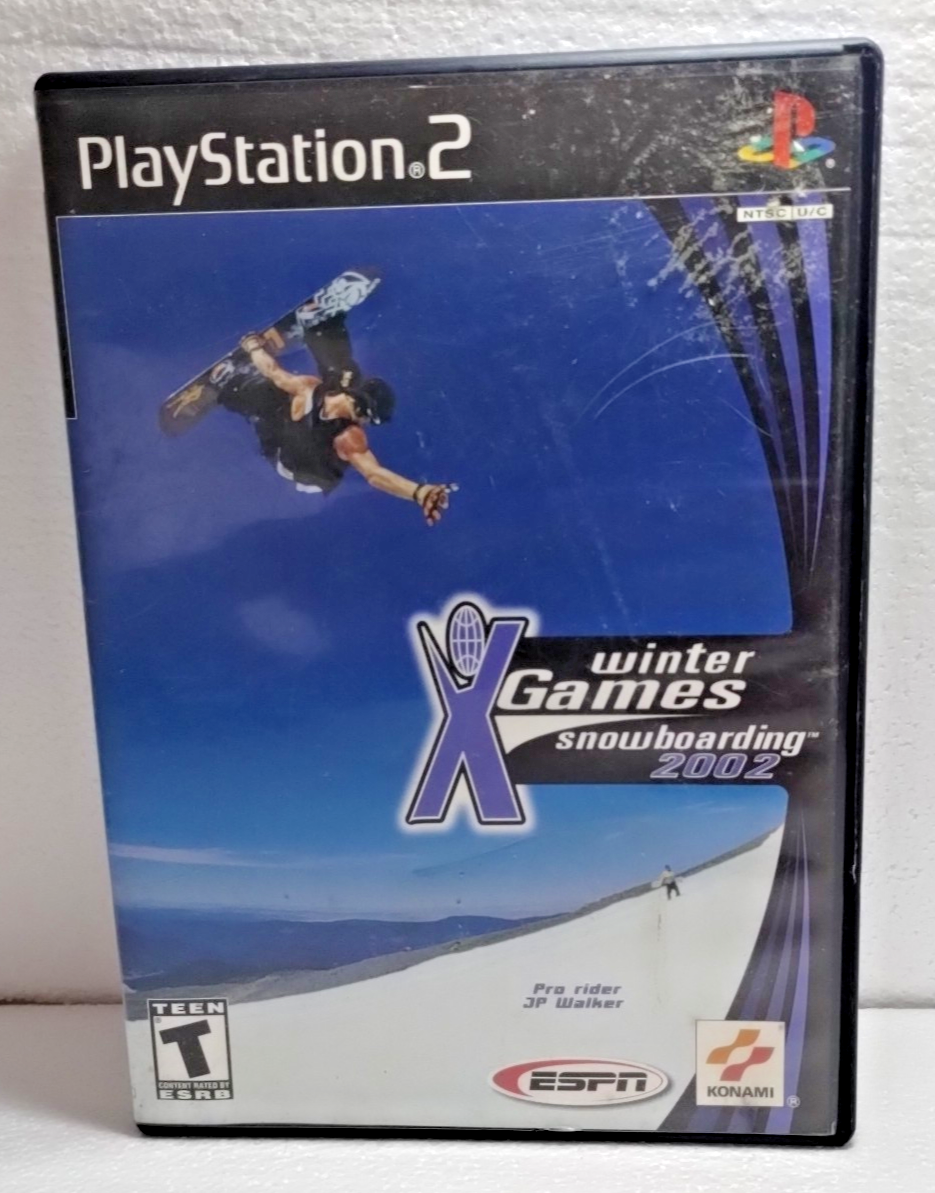 PlayStation®2
NTSC U/C
X
winter
Games
snowboarding™
2002
Pro rider
JP Walker
TEEN
T
CONTENT RATED BY
ESRB
ESPN
KONAMI®